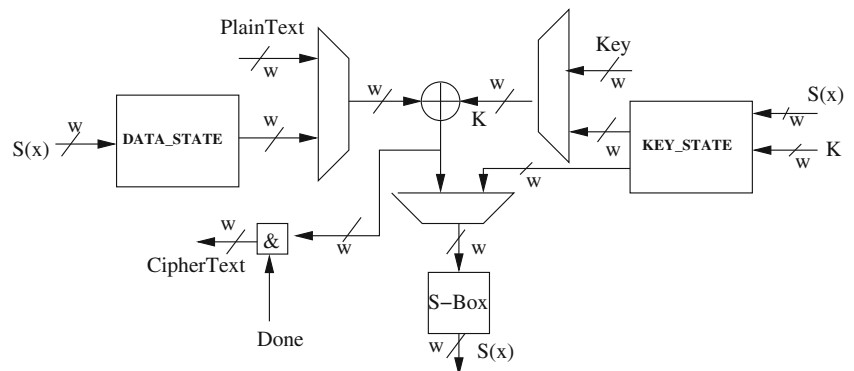 PlainText
w
w
w
K
w
Key
w
S(x)
w
DATA_STATE
w
w
KEY_STATE
S(x)
w
K
w
w
w
&
w
CipherText
Done
w
S-Box
w
S(x)